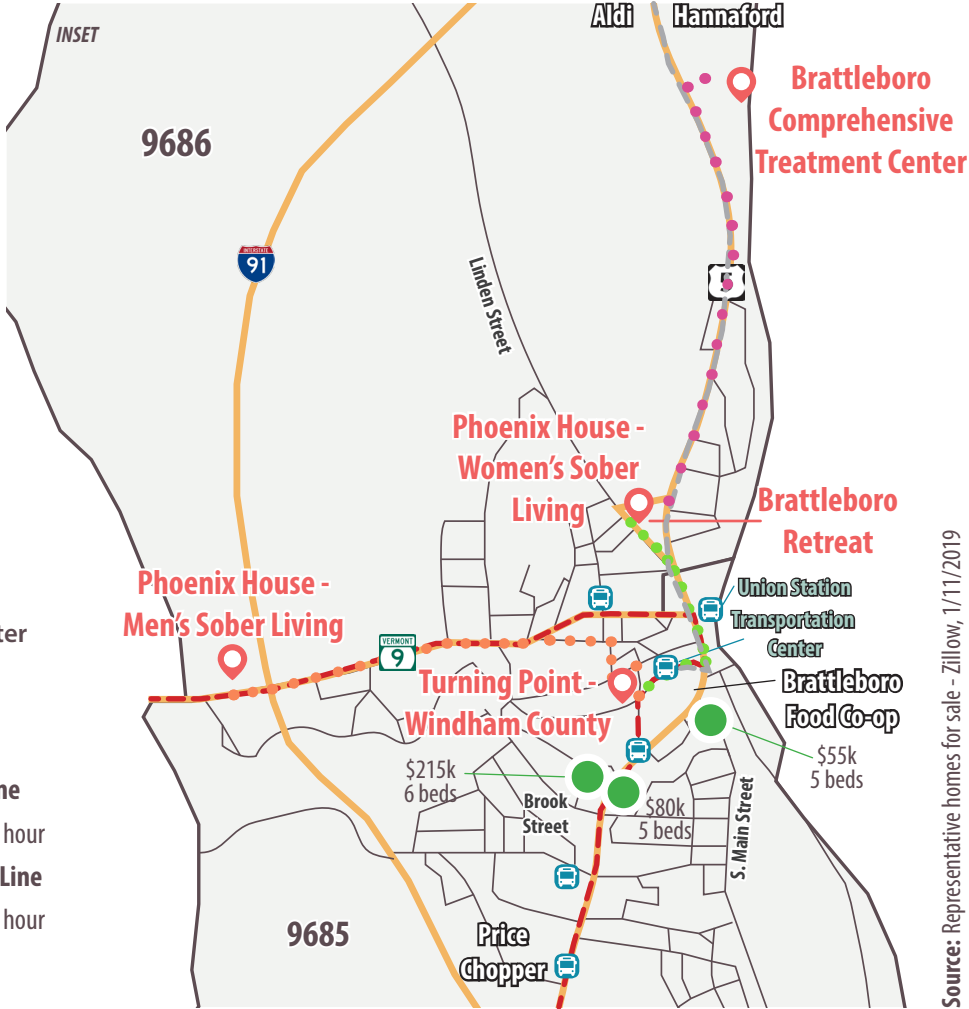 INSET
Aldi
Hannaford
Brattleboro
Comprehensive
Treatment Center
9686
INTERSTATE
91
Linden Street
5
Phoenix House -
Women's Sober
Living
Brattleboro
Retreat
Union Station
Transportation
Center
Phoenix House -
Men's Sober Living
ter
VERMONT
9
Turning Point -
Windham County
Brattleboro
Food Co-op
$55k
5 beds
$215k
6 beds
Brook
Street
$80k
5 beds
S. Main Street
ne
hour
Line
hour
9685
Price
Chopper
Source: Representative homes for sale - Zillow, 1/11/2019